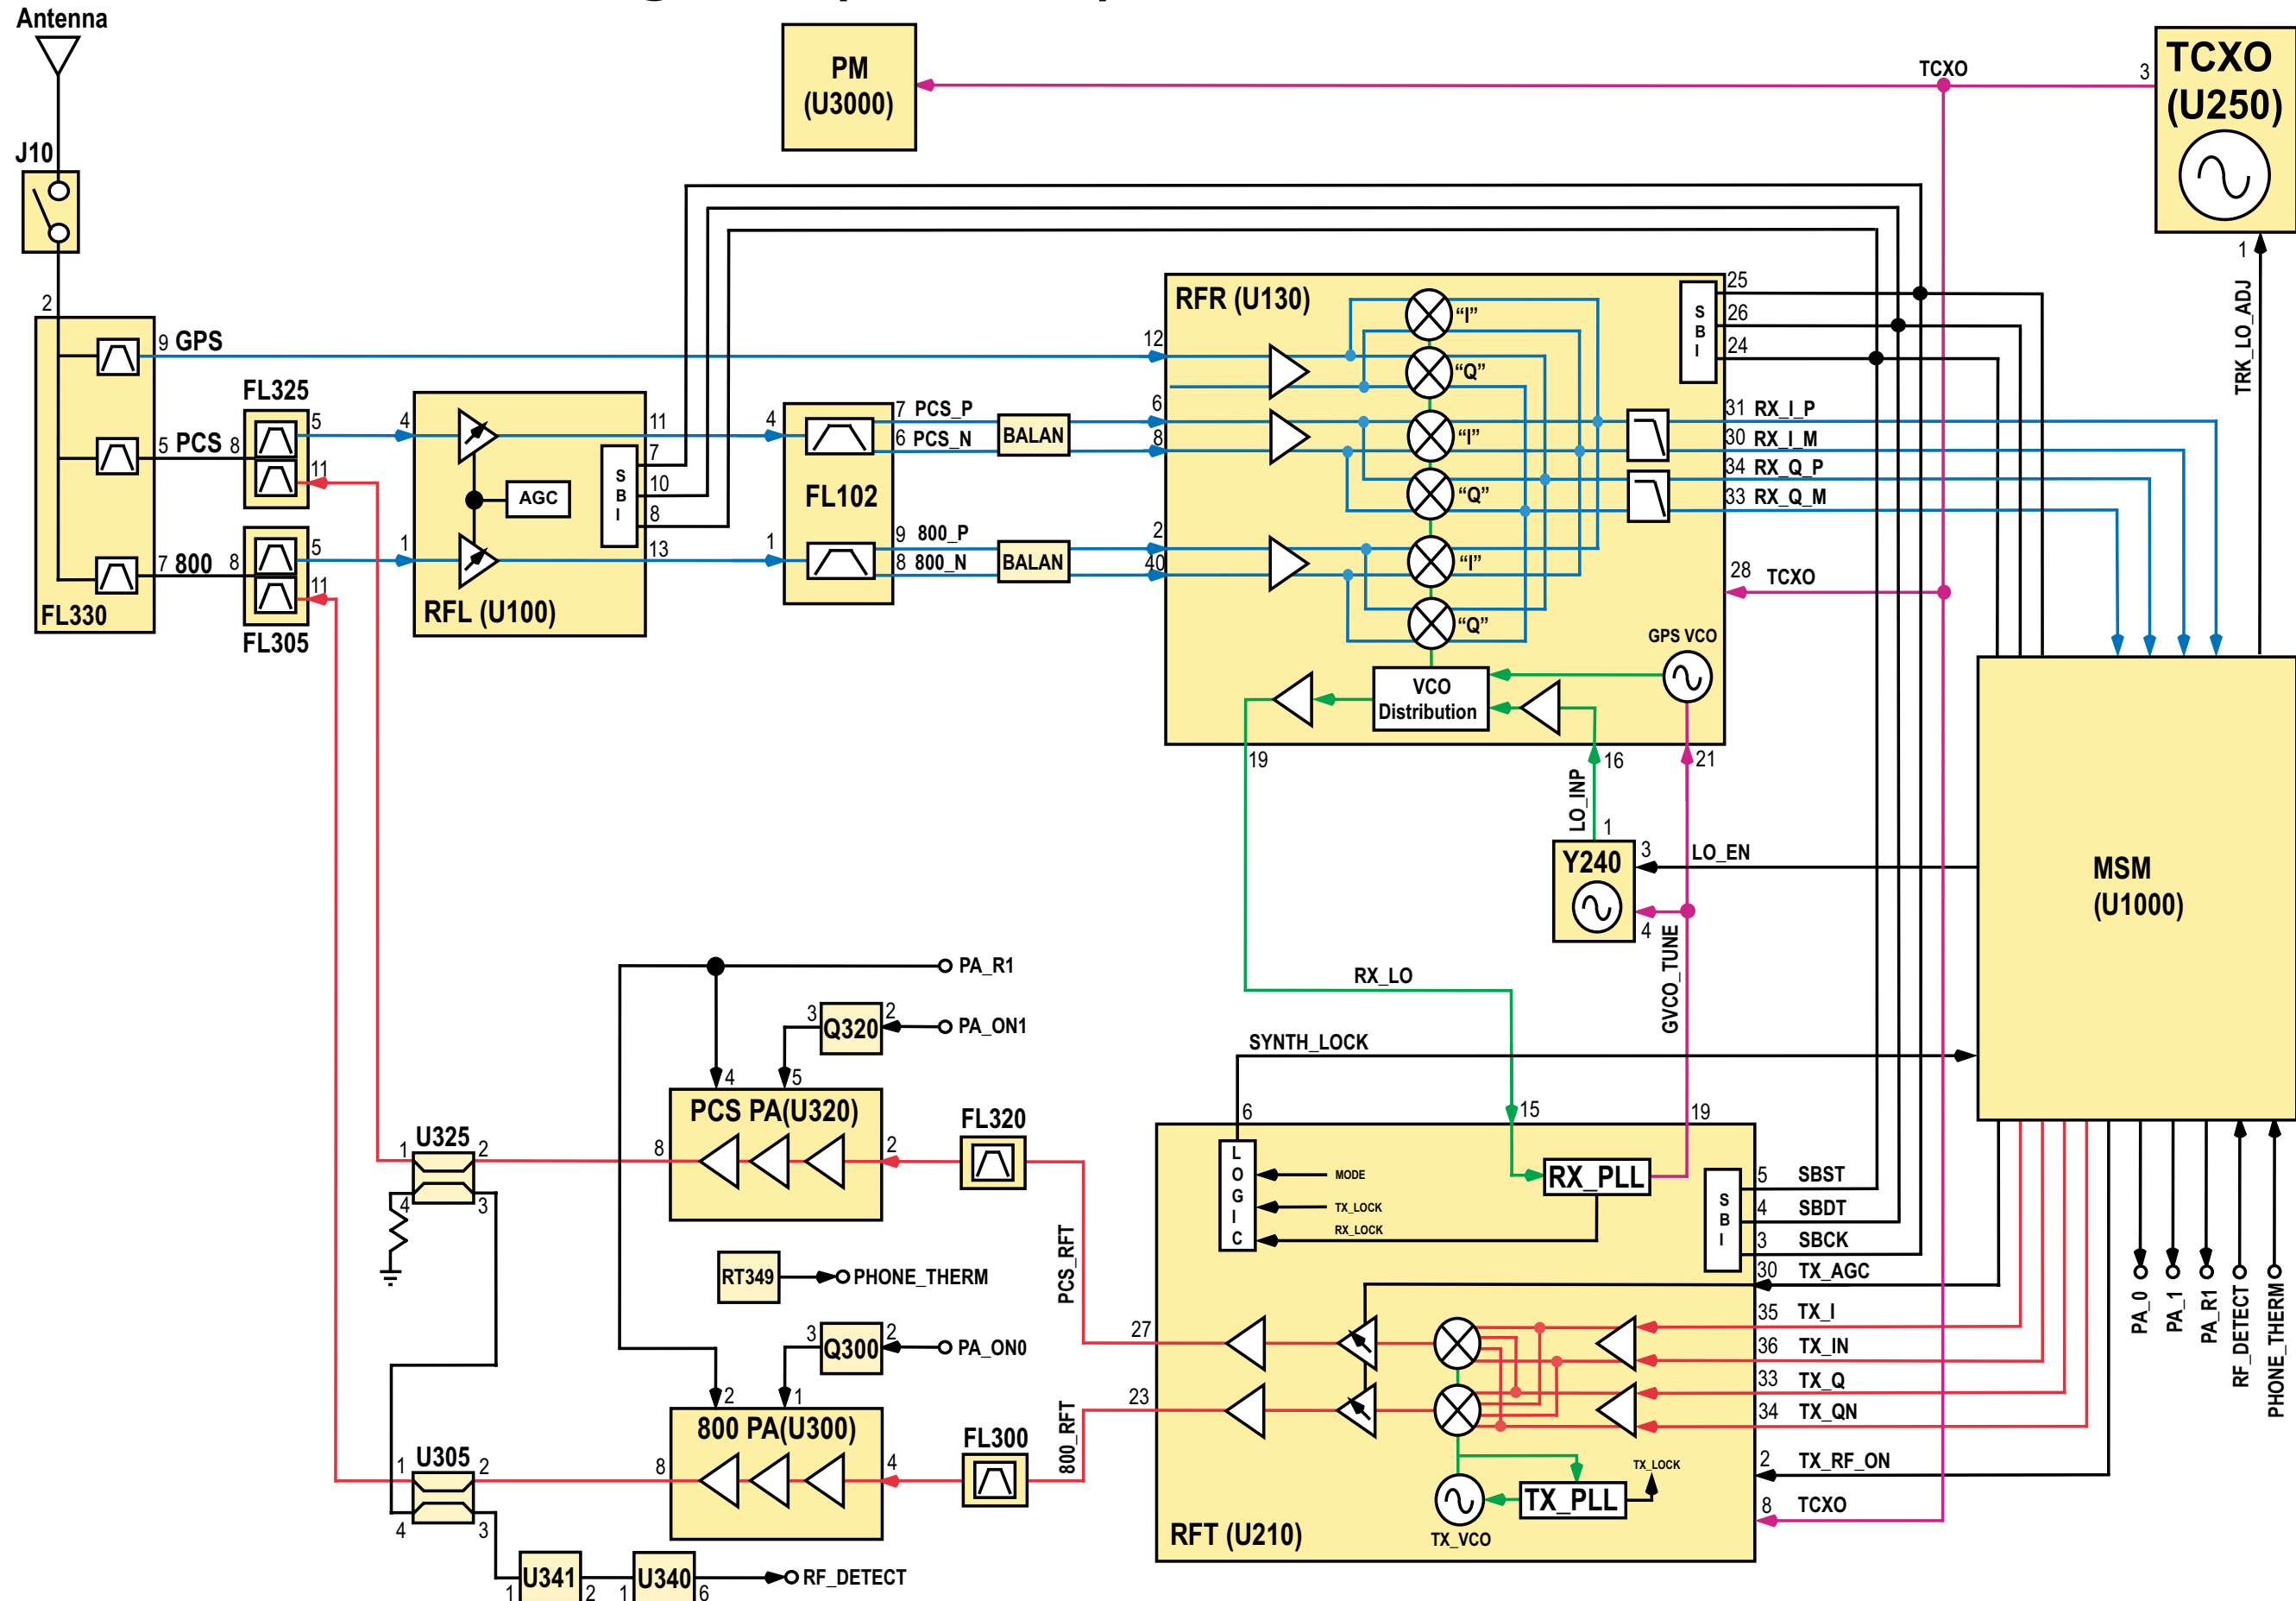 Antenna
J10
2
9 GPS
5 PCS 8
7 800 8
FL330
FL325
5
11
5
11
FL305
4
1
AGC
S
B
I
11
7
10
8
13
RFL (U100)
4
1
FL102
7 PCS_P
6 PCS_N
9 800_P
8 800_N
BALAN
BALAN
PM
(U3000)
TCXO
3
TCXO
(U250)
1
TRK_LO_ADJ
RFR (U130)
12
6
8
2
40
“I”
“Q”
“I”
“Q”
“I”
“Q”
S
B
I
25
26
24
31 RX_I_P
30 RX_I_M
34 RX_Q_P
33 RX_Q_M
28 TCXO
GPS VCO
VCO
Distribution
19
16
21
LO_INP
1
Y240
3
LO_EN
4
GVCO_TUNE
MSM
(U1000)
RX_LO
SYNTH_LOCK
PA_R1
3
Q320
2
PA_ON1
4
5
PCS PA(U320)
8
2
FL320
U325
1
2
4
3
RT349
PHONE_THERM
PCS_RFT
3
Q300
2
PA_ON0
2
1
800 PA(U300)
8
4
FL300
800_RFT
U305
1
2
4
3
1
U341
2
1
U340
6
RF_DETECT
6
15
19
L
O
G
I
C
MODE
TX_LOCK
RX_LOCK
RX_PLL
S
B
I
5 SBST
4 SBDT
3 SBCK
30 TX_AGC
35 TX_I
36 TX_IN
33 TX_Q
34 TX_QN
2 TX_RF_ON
8 TCXO
27
23
TX_LOCK
TX_PLL
TX_VCO
RFT (U210)
PA_0
PA_1
PA_R1
RF_DETECT
PHONE_THERM